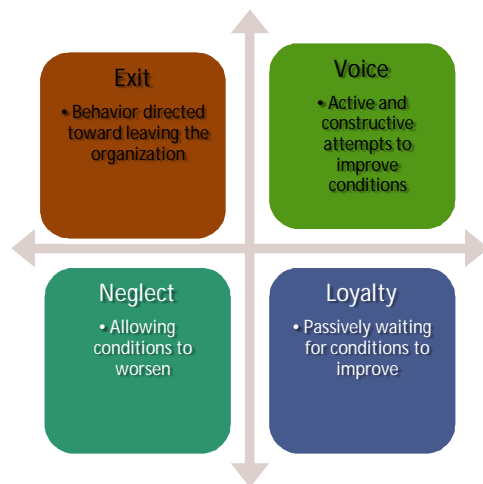 Exit
• Behavior directed
toward leaving the
organization
Voice
• Active and
constructive
attempts to
improve
conditions
Neglect
• Allowing
conditions to
worsen
Loyalty
• Passively waiting
for conditions to
improve